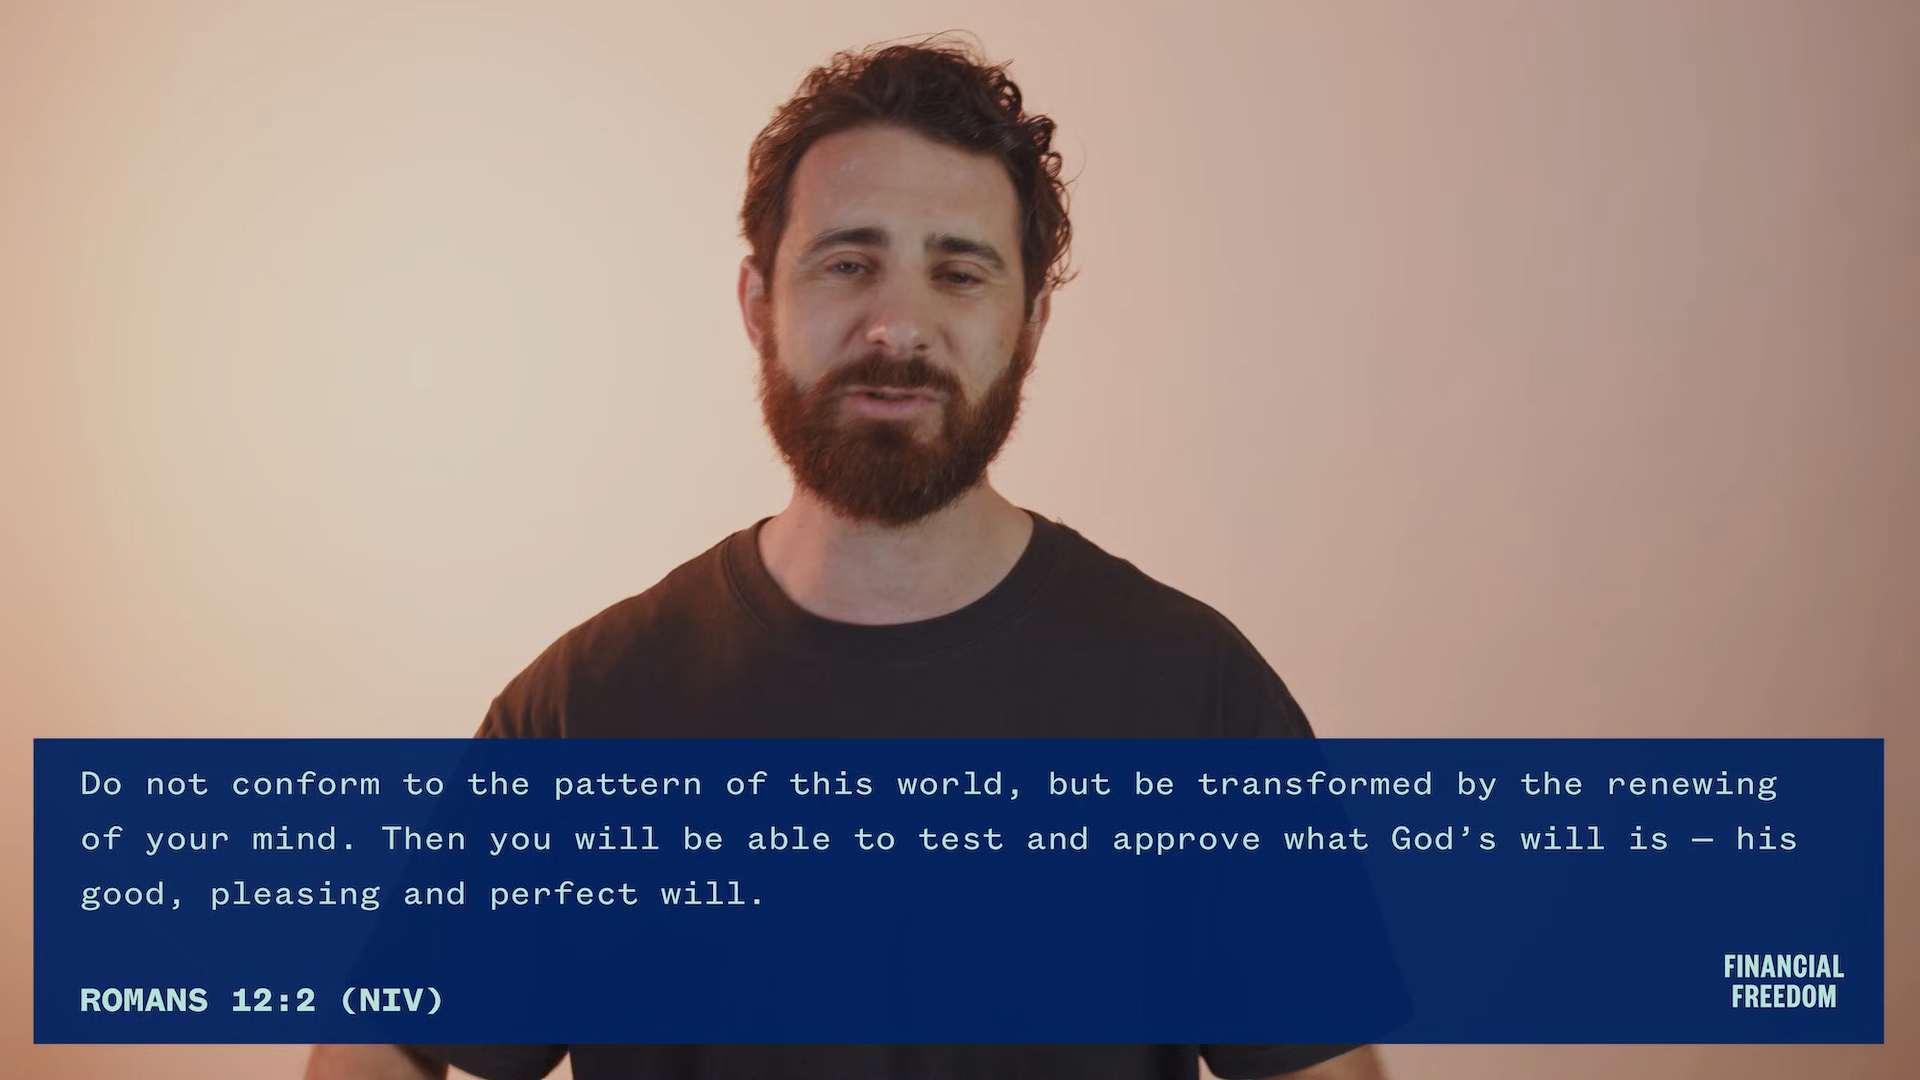 Do not conform to the pattern of this world, but be transformed by the renewing
of your mind. Then you will be able to test and approve what God’s will is – his
good, pleasing and perfect will.
ROMANS 12:2 (NIV)
FINANCIAL
FREEDOM